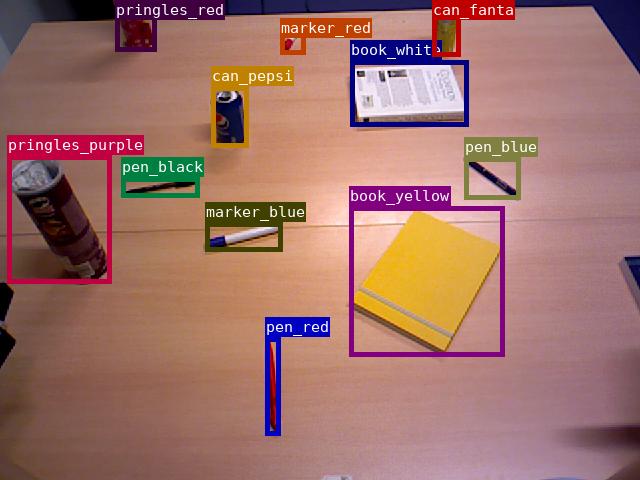 pringles_red
can_fanta
marker_red
book_white
can_pepsi
pringles_purple
pen_blue
pen_black
book_yellow
marker_blue
pen_red